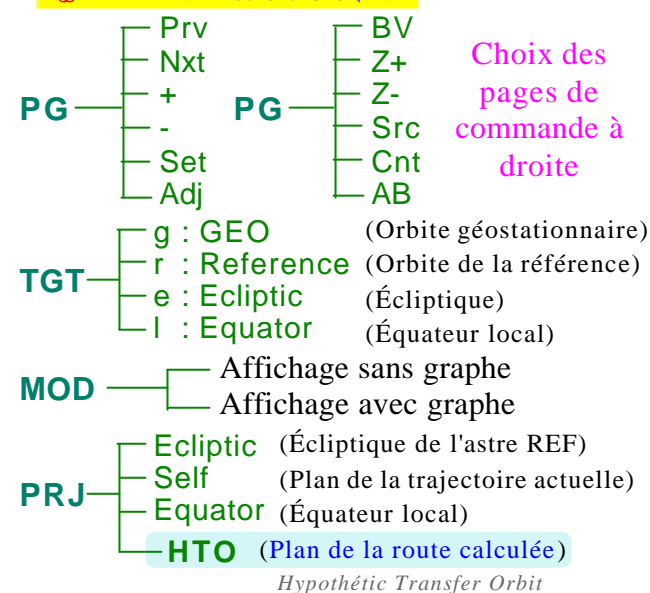 PG
Prv
Nxt
+
-
Set
Adj
PG
BV
Z+
Z-
Src
Cnt
AB
Choix des
pages de
commande à
droite
TGT
g : GEO (Orbite géostationnaire)
r : Reference (Orbite de la référence)
e : Ecliptic (Écliptique)
l : Equator (Équateur local)
MOD
Affichage sans graphe
Affichage avec graphe
PRJ
Ecliptic (Écliptique de l'astre REF)
Self (Plan de la trajectoire actuelle)
Equator (Équateur local)
HTO (Plan de la route calculée)
Hypothétic Transfer Orbit